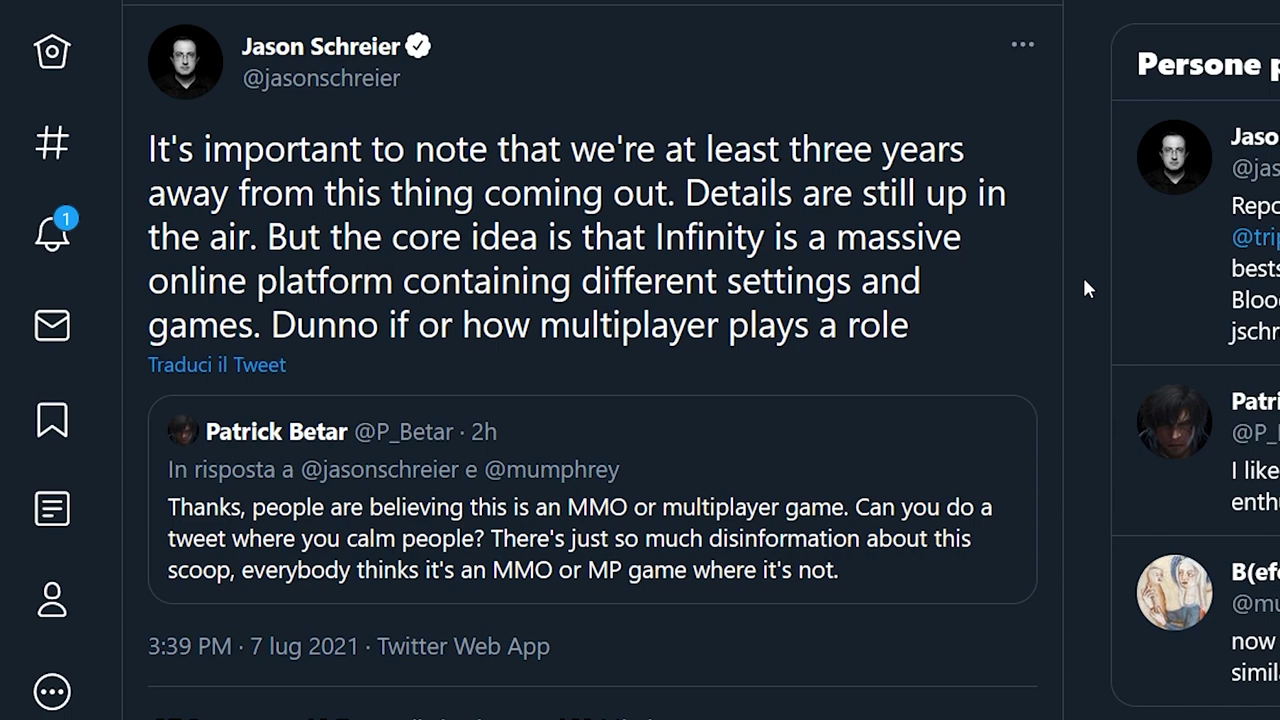 Jason Schreier
@jasonschreier
It's important to note that we're at least three years
away from this thing coming out. Details are still up in
the air. But the core idea is that Infinity is a massive
online platform containing different settings and
games. Dunno if or how multiplayer plays a role
Traduci il Tweet
Patrick Betar @P_Betar · 2h
In risposta a @jasonschreier e @mumphrey
Thanks, people are believing this is an MMO or multiplayer game. Can you do a
tweet where you calm people? There's just so much disinformation about this
scoop, everybody thinks it's an MMO or MP game where it's not.
3:39 PM · 7 lug 2021 · Twitter Web App
1
Persone
Jaso
@jas
Repo
@trip
bests
Bloo
jschr
Patri
@P_
I like
enth
B(efo
@mu
now
simila